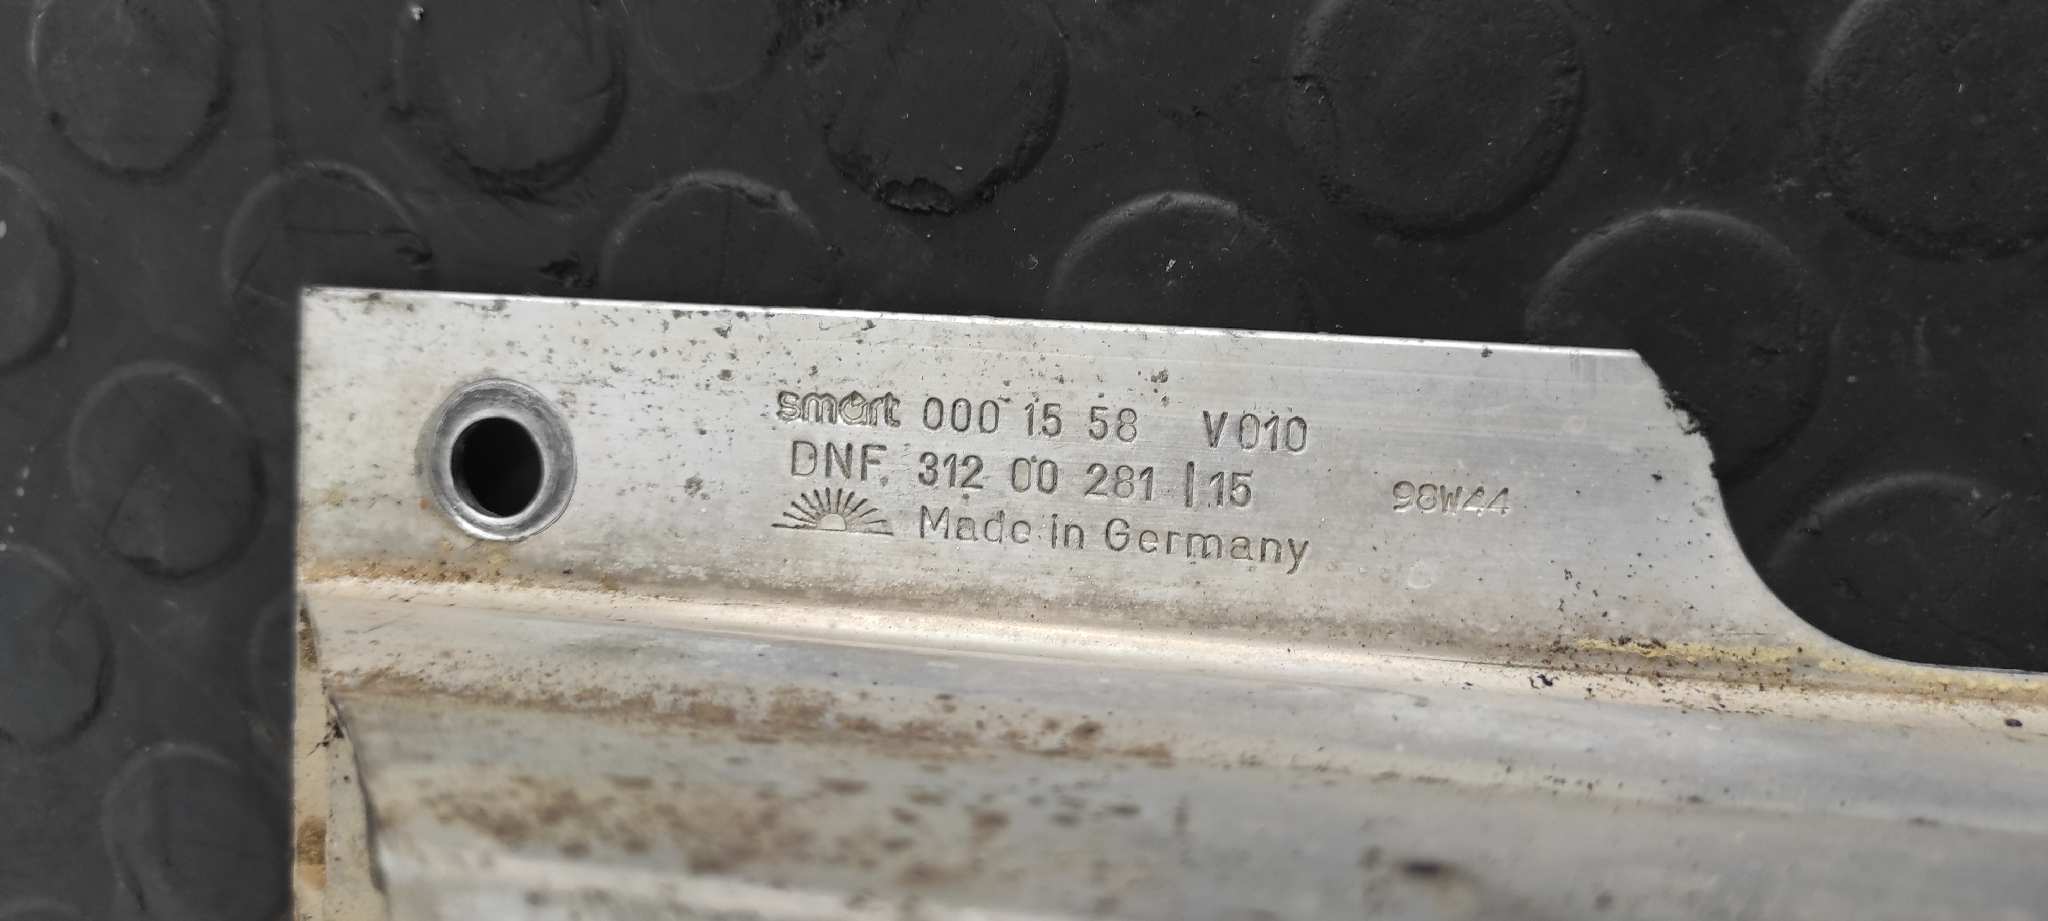 smart 000 15 58 V010
DNF. 312 00 281 | 15
98W44
Made in Germany